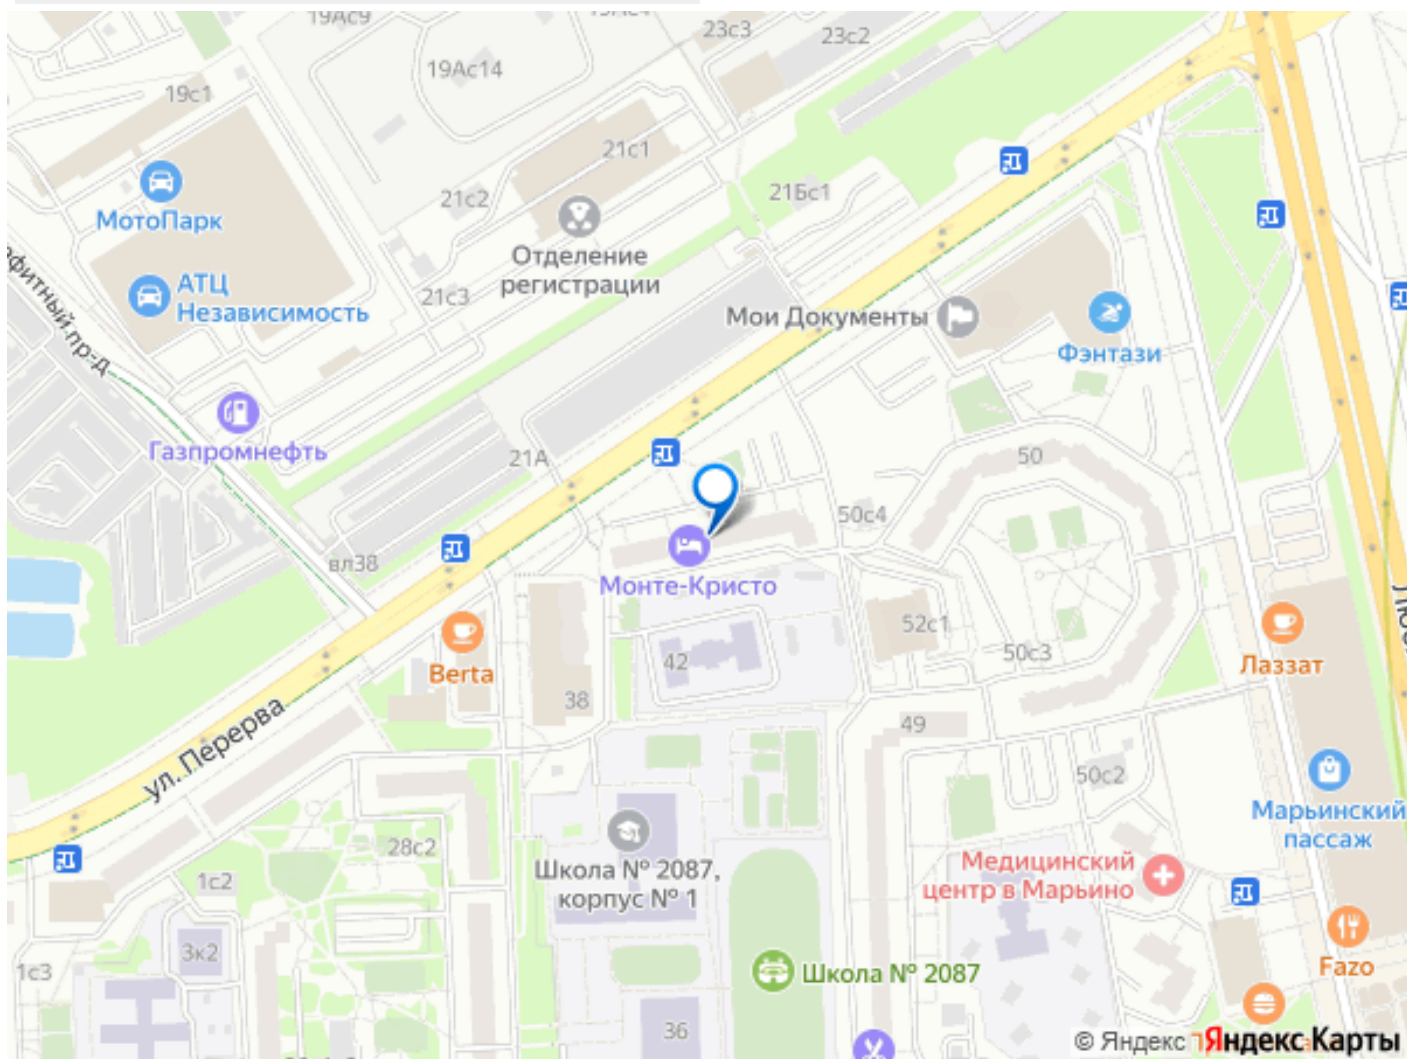 19Ас9
23с3
23с2
19Ас14
19с1
21с1
21с2
21Бс1
МотоПарк
Отделение
регистрации
АТЦ
Независимость
21с3
Мои Документы
Фэнтази
Газпромнефть
21А
50
50с4
вл38
Монте-Кристо
52с1
42
50с3
Berta
38
Лаззат
ул. Перерва
49
50с2
Марьинский
пассаж
28с2
Школа № 2087,
корпус № 1
Медицинский
центр в Марьино
1с2
3к2
1с3
Школа № 2087
Fazo
36
© Яндекс
Яндекс Карты